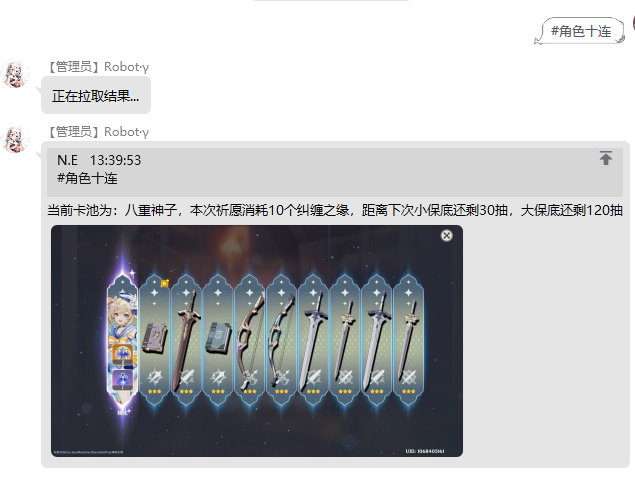 #角色十连
【管理员】Robot·γ
正在拉取结果...
【管理员】Robot·γ
N.E 13:39:53
#角色十连
当前卡池为：八重神子，本次祈愿消耗10个纠缠之缘，距离下次小保底还剩30抽，大保底还剩120抽
UID: 1068405161